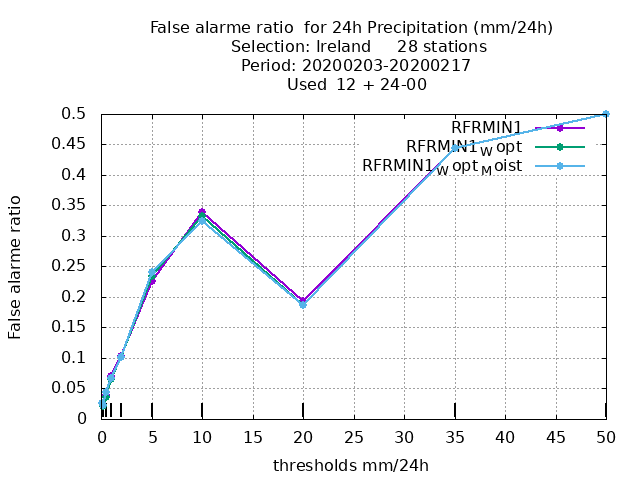 False alarme ratio  for 24h Precipitation (mm/24h)
Selection: Ireland     28 stations
Period: 20200203-20200217
Used  12 + 24-00
RFRMIN1
RFRMIN1W opt
RFRMIN1W optMoist
False alarme ratio
0.5
0.45
0.4
0.35
0.3
0.25
0.2
0.15
0.1
0.05
0
0 5 10 15 20 25 30 35 40 45 50
thresholds mm/24h